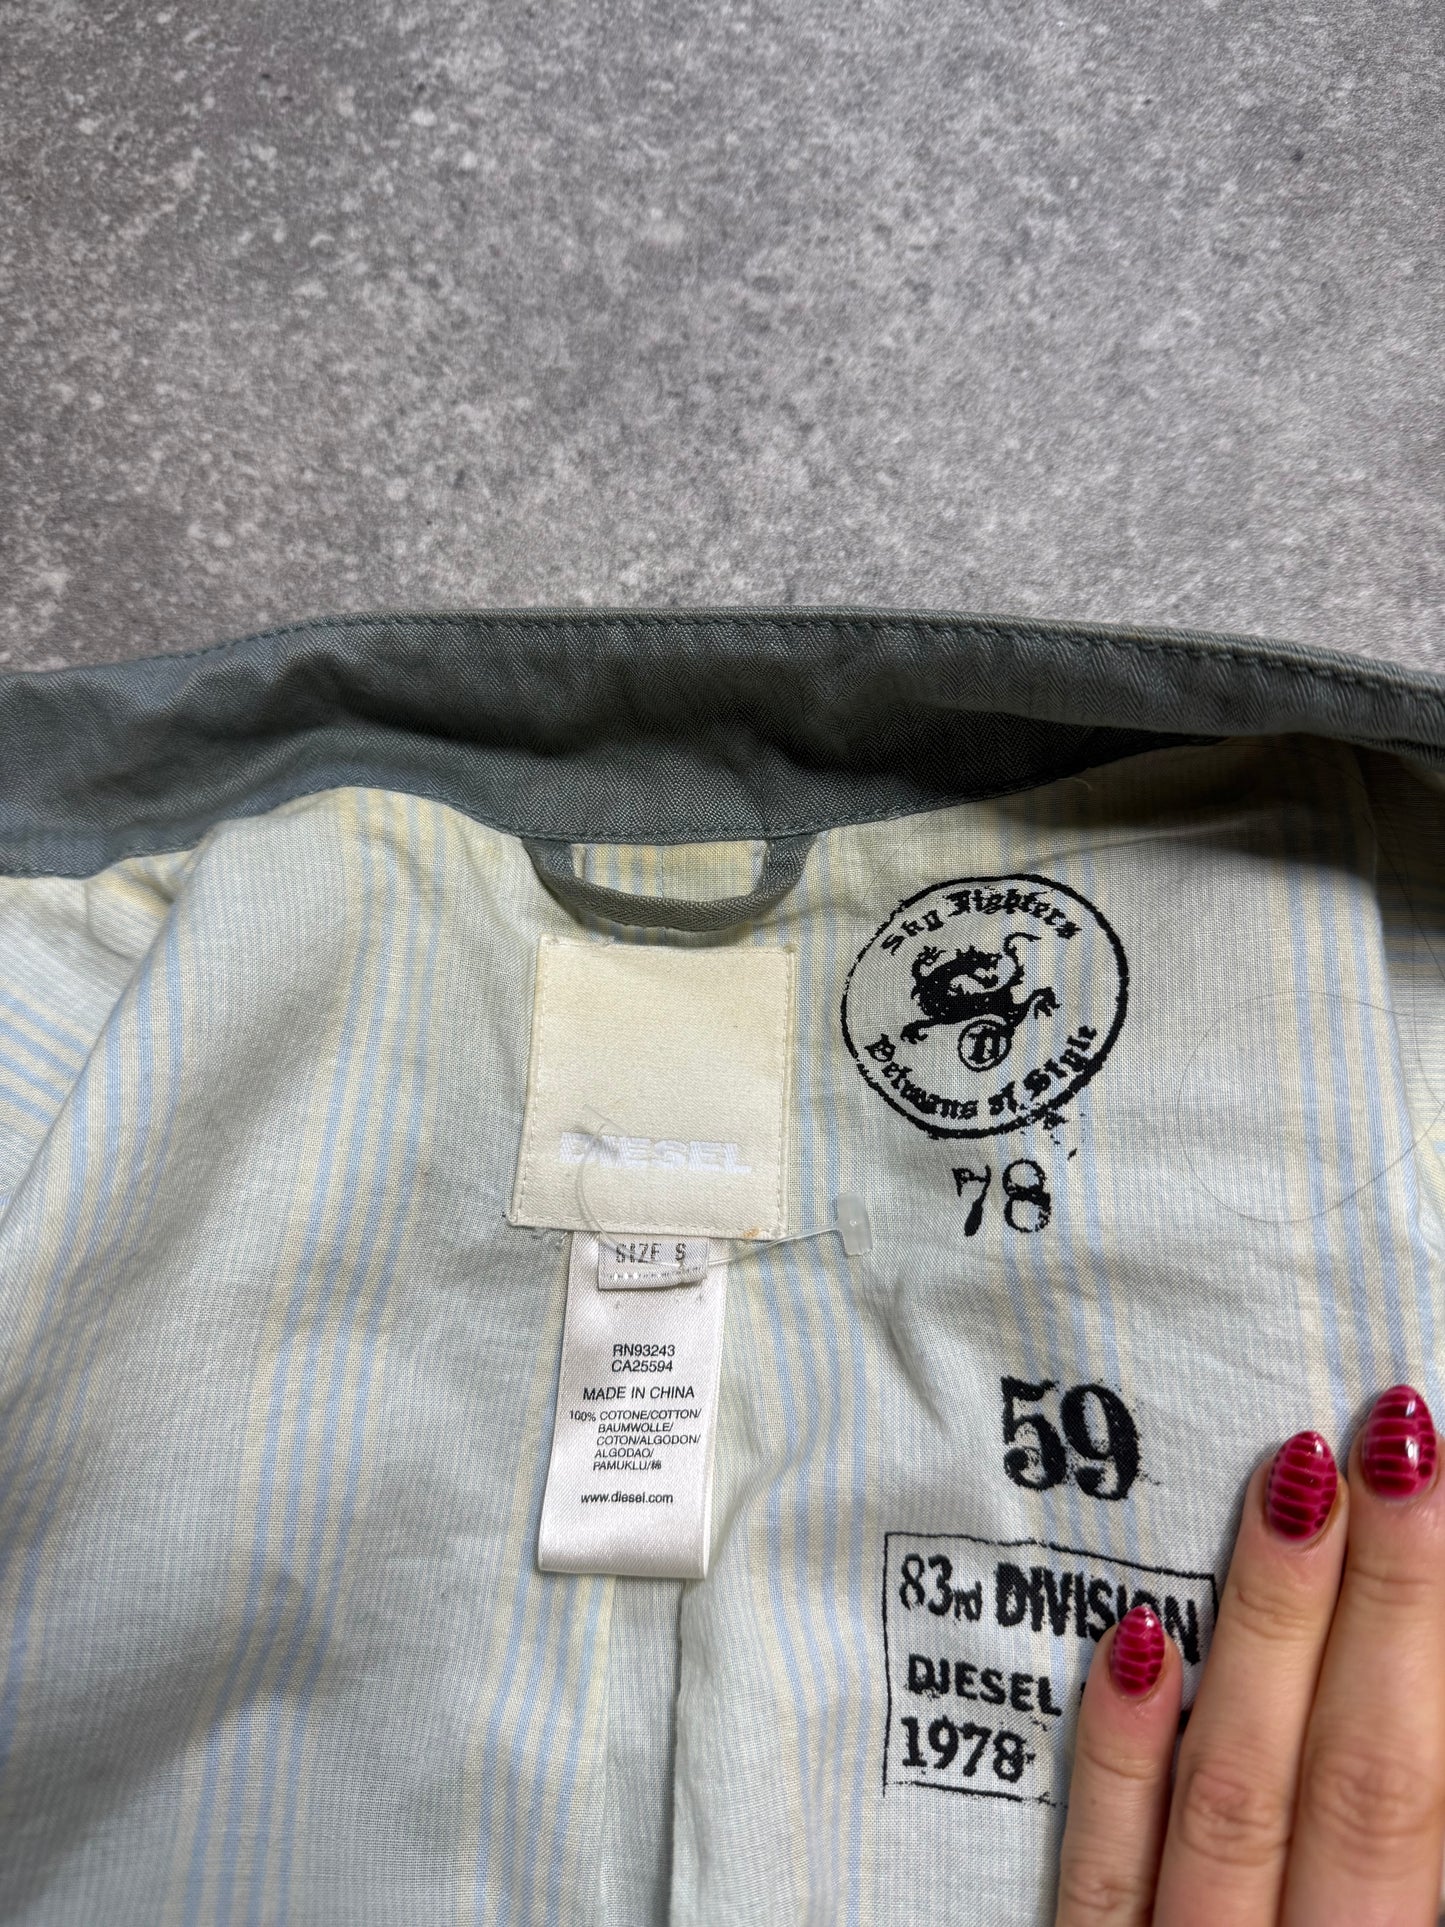 Sky Fighters
D
Vetwans of Style
78
DIESEL
SIZE S
RN93243
CA25594
MADE IN CHINA
100% COTONE/COTTON/
BAUMWOLLE/
COTON/ALGODON/
ALGODAO/
PAMUKLU/棉
www.diesel.com
59
83rd DIVISION
DIESEL
1978